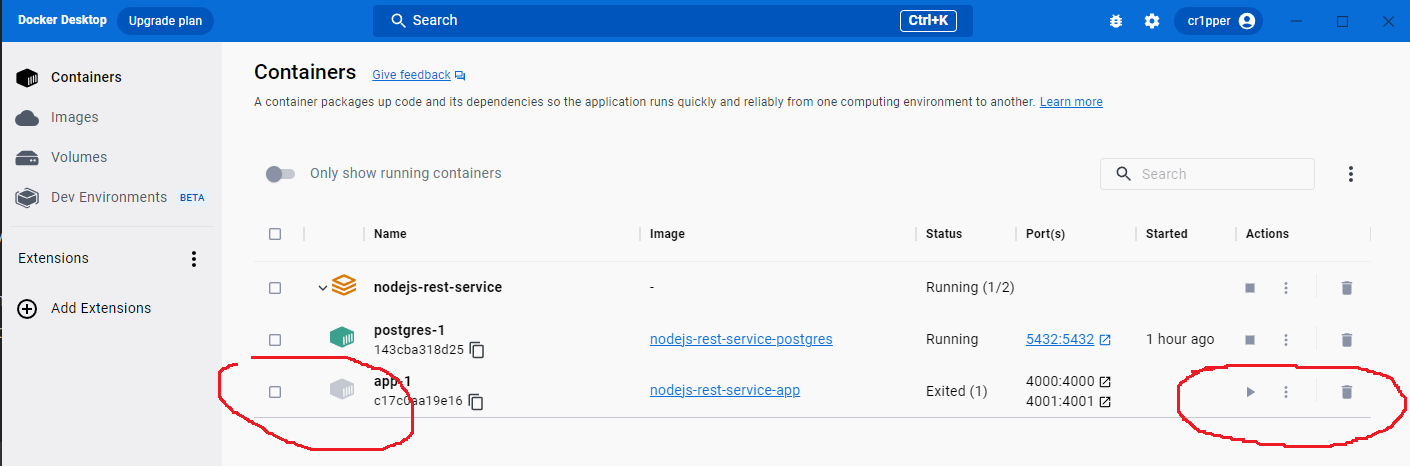 Docker Desktop Upgrade plan Search Ctrl+K cr1pper
Containers
Images
Volumes
Dev Environments BETA
Extensions
Add Extensions
Containers Give feedback
A container packages up code and its dependencies so the application runs quickly and reliably from one computing environment to another. Learn more
Only show running containers Search
Name Image Status Port(s) Started Actions
nodejs-rest-service - Running (1/2)
postgres-1 nodejs-rest-service-postgres Running 5432:5432 1 hour ago
143cba318d25
app-1 nodejs-rest-service-app Exited (1) 4000:4000
c17c0aa19e16 4001:4001